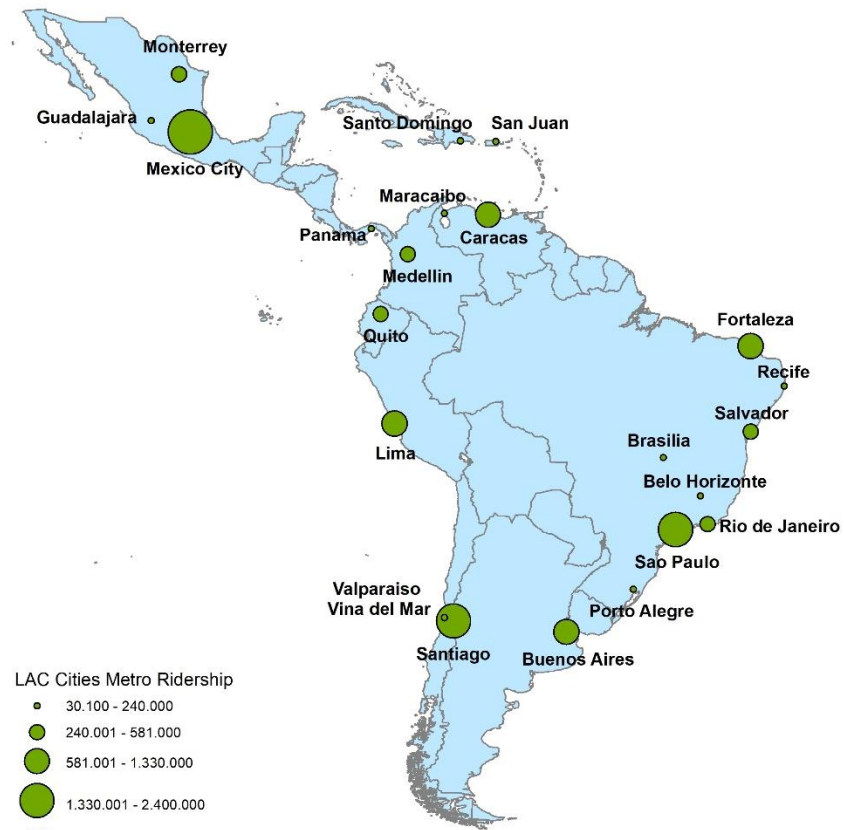 Monterrey
Guadalajara
Mexico City
Santo Domingo
San Juan
Maracaibo
Panama
Caracas
Medellin
Quito
Fortaleza
Recife
Lima
Salvador
Brasilia
Belo Horizonte
Rio de Janeiro
Sao Paulo
Valparaiso
Vina del Mar
Porto Alegre
Santiago
Buenos Aires
LAC Cities Metro Ridership
30.100 - 240.000
240.001 - 581.000
581.001 - 1.330.000
1.330.001 - 2.400.000